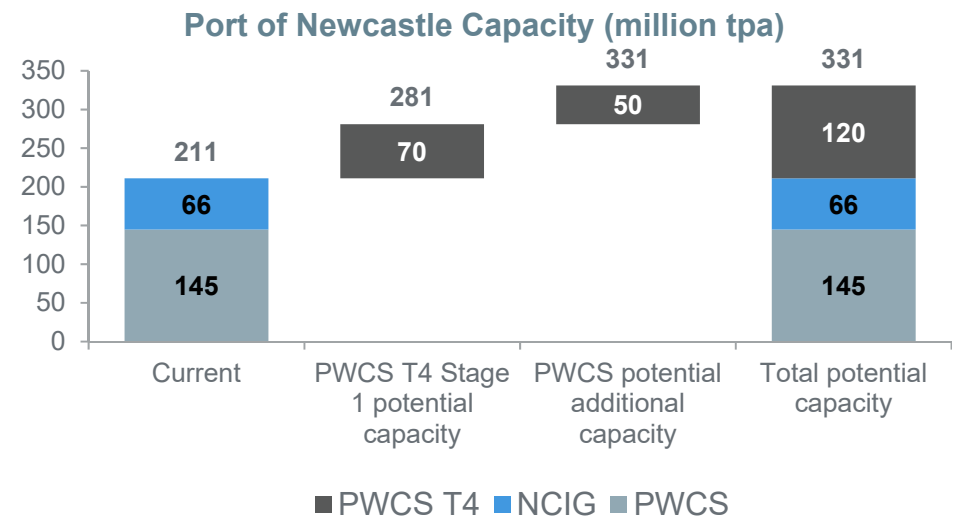 Port of Newcastle Capacity (million tpa)
350
300
250
200
150
100
50
0
211
66
145
281
70
331
50
331
120
66
145
Current
PWCS T4 Stage
1 potential
capacity
PWCS potential
additional
capacity
Total potential
capacity
PWCS T4 NCIG PWCS